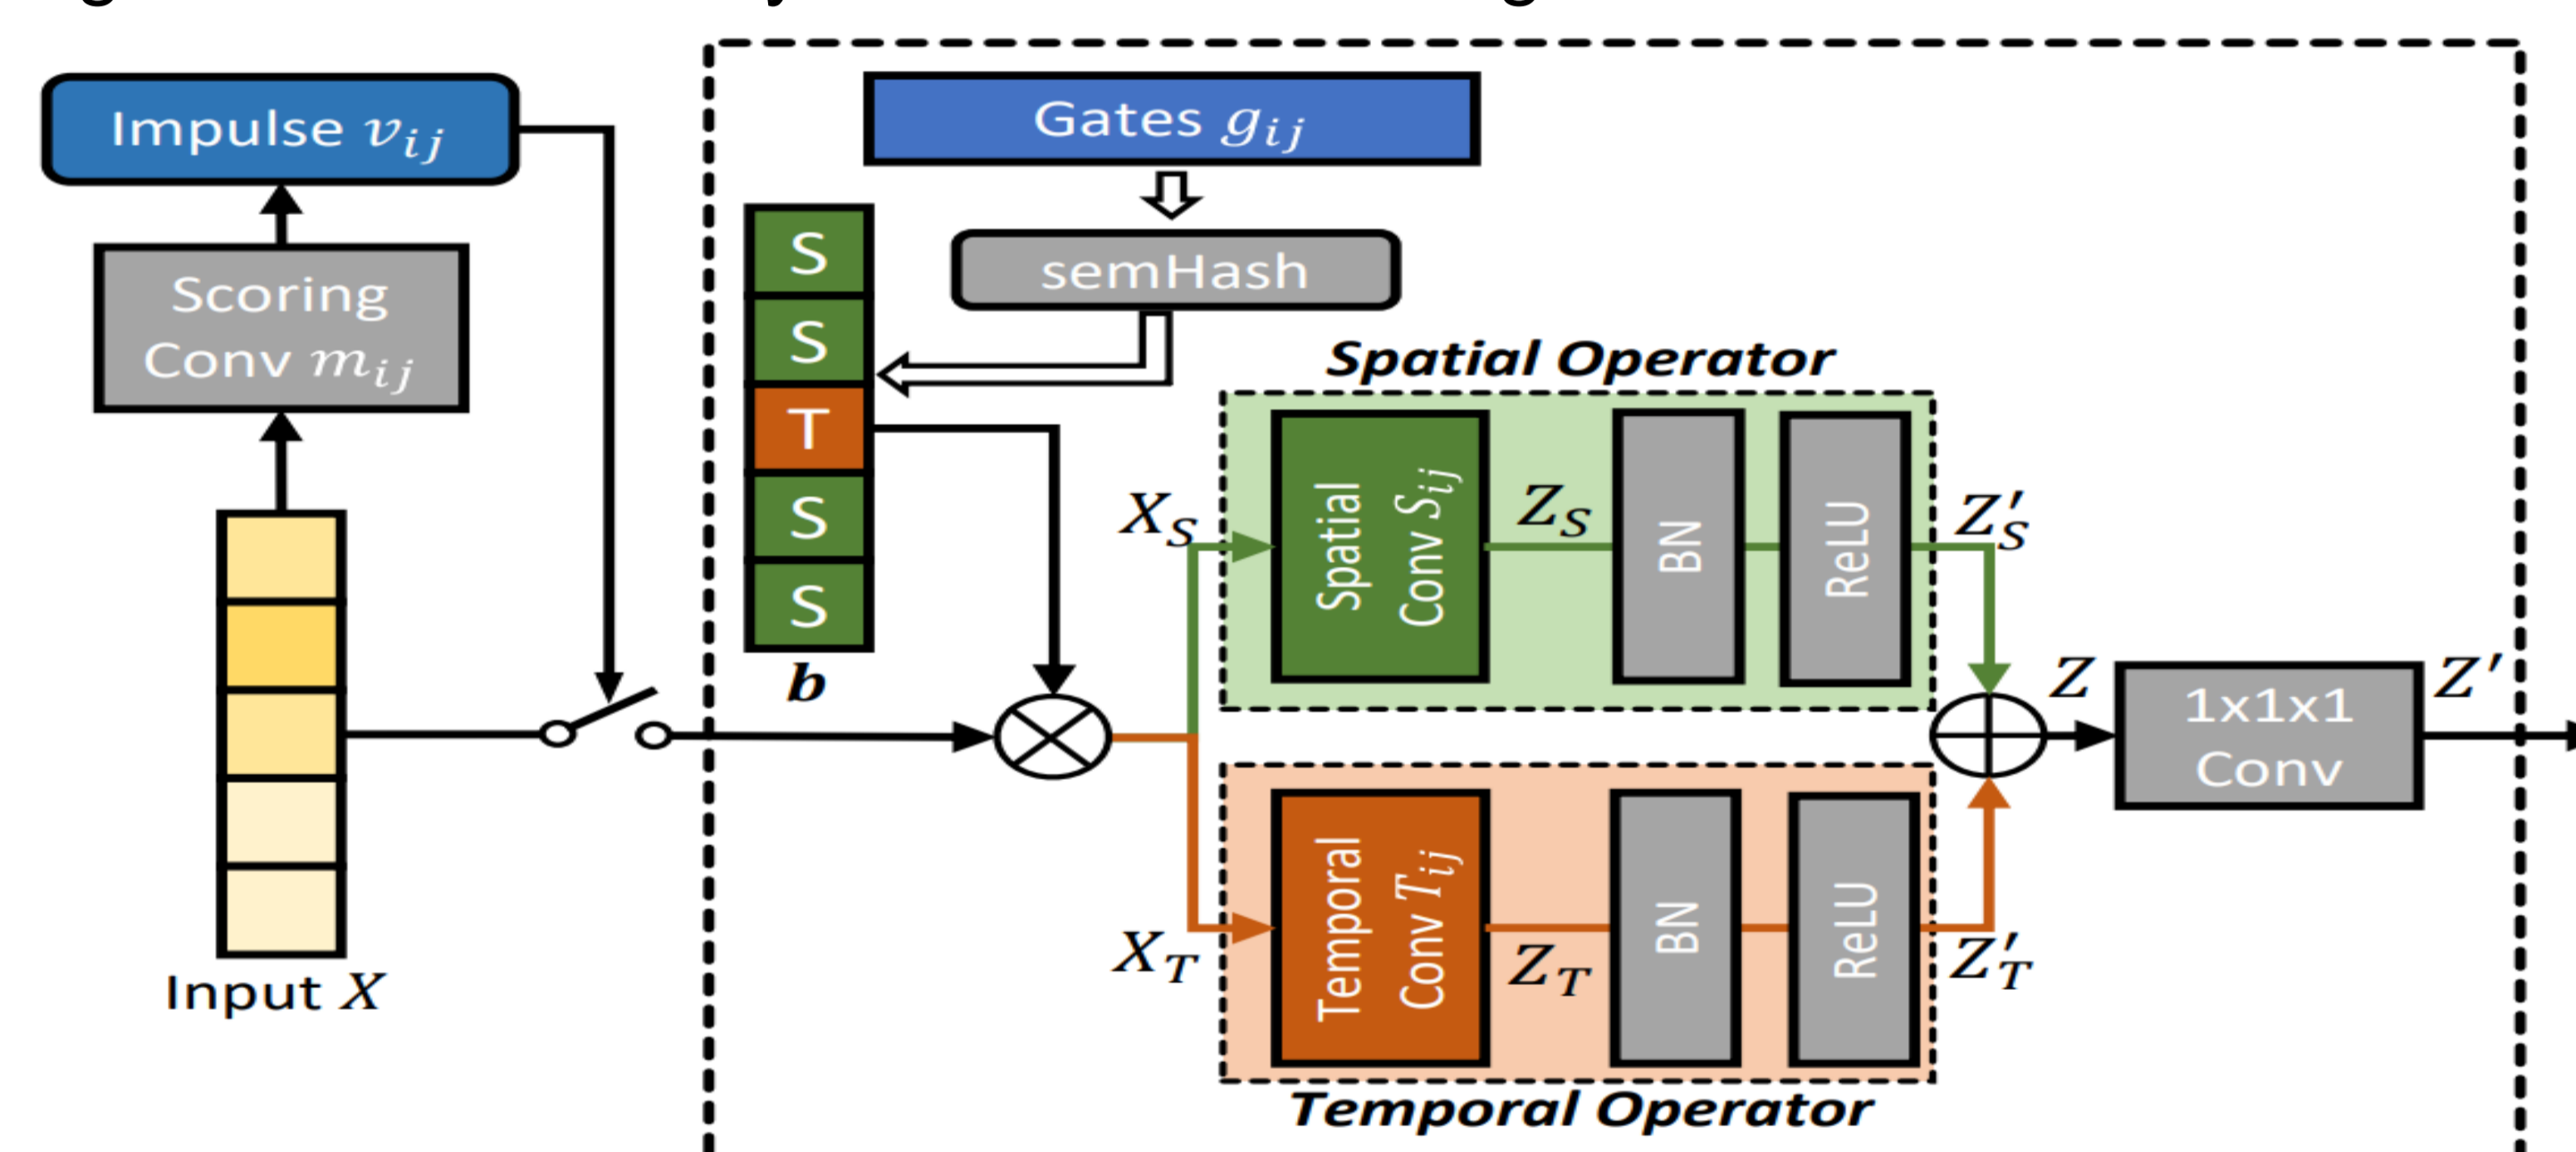 Impulse v_ij
Scoring
Conv m_ij
Input X
Gates g_ij
semHash
S
S
T
S
S
b
Spatial Operator
X_S
Spatial
Conv S_ij
Z_S
BN
ReLU
Z'_S
X_T
Temporal
Conv T_ij
Z_T
BN
ReLU
Z'_T
Temporal Operator
Z
1x1x1
Conv
Z'